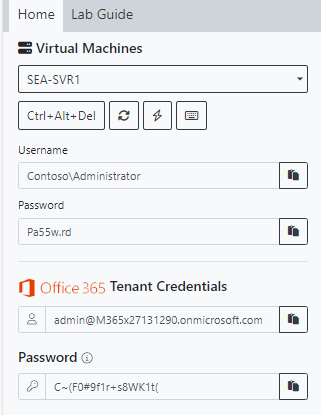 Home Lab Guide
Virtual Machines
SEA-SVR1
Ctrl+Alt+Del
Username
Contoso\Administrator
Password
Pa55w.rd
Office 365 Tenant Credentials
admin@M365x27131290.onmicrosoft.com
Password
C~(F0#9f1r+s8WK1t(